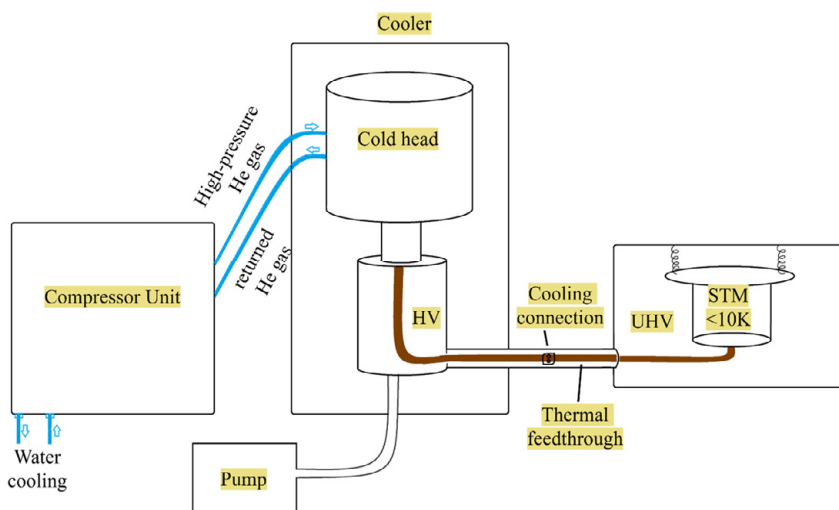 Cooler
Cold head
High-pressure
He gas
returned
He gas
Compressor Unit
HV
Cooling
connection
UHV
STM
<10K
Thermal
feedthrough
Water
cooling
Pump